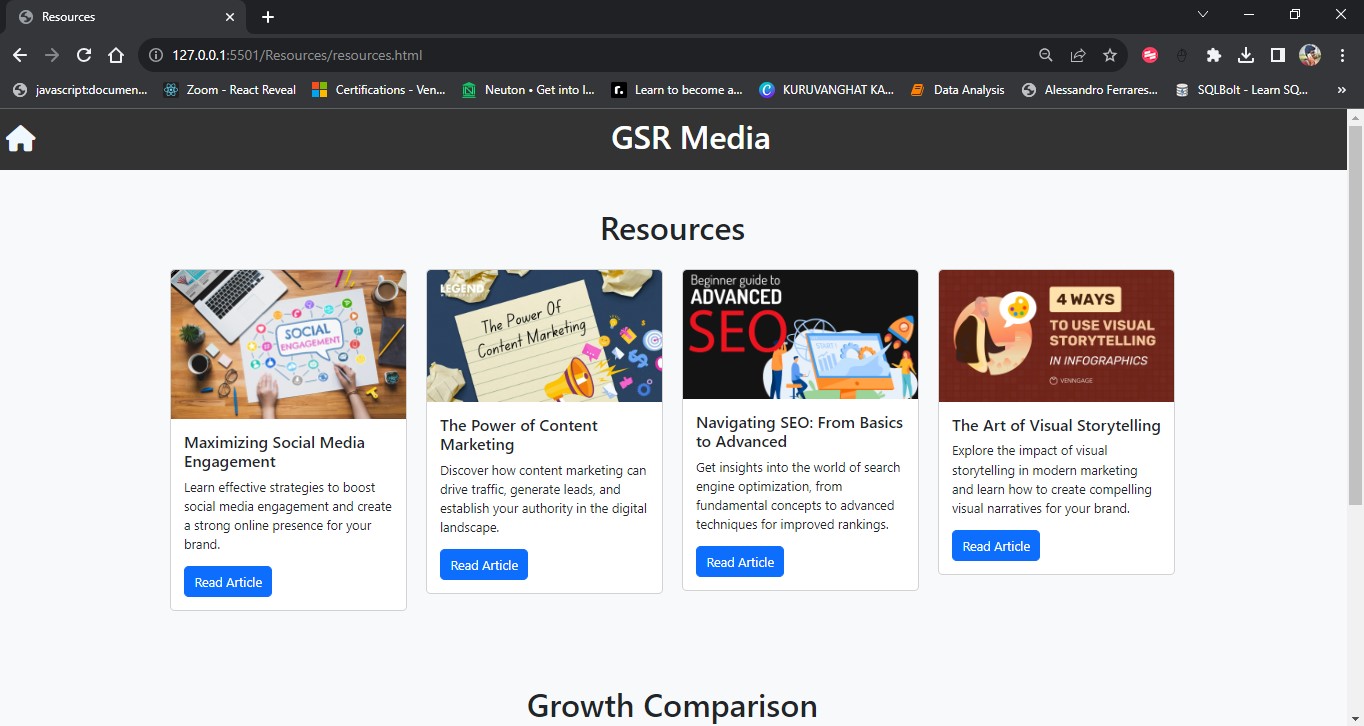 Resources
127.0.0.1:5501/Resources/resources.html
javascript:documen...
Zoom - React Reveal
Certifications - Ven...
Neuton • Get into I...
r.
Learn to become a...
C
KURUVANGHAT KA...
Data Analysis
Alessandro Ferrares...
SQLBolt - Learn SQ...
»
GSR Media
Resources
SOCIAL
ENGAGEMENT
Maximizing Social Media
Engagement
Learn effective strategies to boost
social media engagement and create
a strong online presence for your
brand.
Read Article
LEGEND
The Power Of
Content Marketing
The Power of Content
Marketing
Discover how content marketing can
drive traffic, generate leads, and
establish your authority in the digital
landscape.
Read Article
Beginner guide to
ADVANCED
SEO
START
Navigating SEO: From Basics
to Advanced
Get insights into the world of search
engine optimization, from
fundamental concepts to advanced
techniques for improved rankings.
Read Article
4 WAYS
TO USE VISUAL
STORYTELLING
IN INFOGRAPHICS
VENNGAGE
The Art of Visual Storytelling
Explore the impact of visual
storytelling in modern marketing
and learn how to create compelling
visual narratives for your brand.
Read Article
Growth Comparison